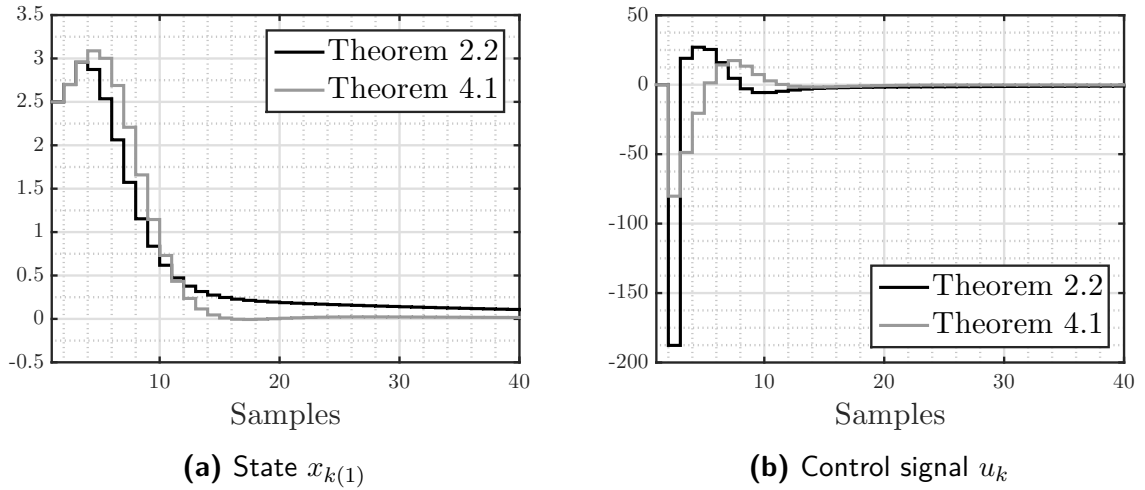 3.5
3
2.5
2
1.5
1
0.5
0
-0.5
10
20
30
40
Samples
Theorem 2.2
Theorem 4.1
(a) State x_{k(1)}
50
0
-50
-100
-150
-200
10
20
30
40
Samples
Theorem 2.2
Theorem 4.1
(b) Control signal u_k